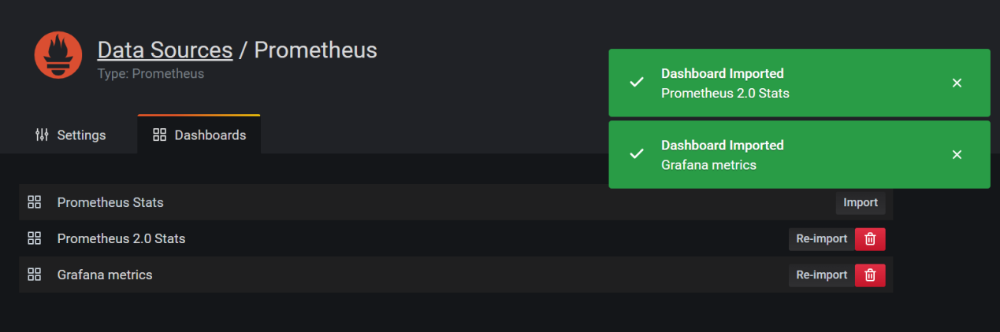 Data Sources / Prometheus
Type: Prometheus
Dashboard Imported
Prometheus 2.0 Stats
Settings
Dashboards
Dashboard Imported
Grafana metrics
Prometheus Stats
Import
Prometheus 2.0 Stats
Re-import
Grafana metrics
Re-import